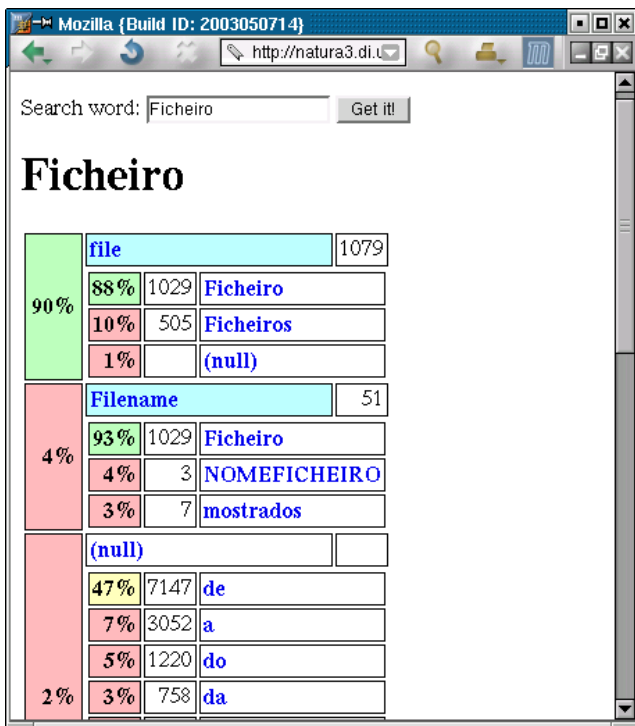 Mozilla {Build ID: 2003050714}
http://natura3.di.u
Search word: Ficheiro Get it!
Ficheiro
90%
file 1079
88% 1029 Ficheiro
10% 505 Ficheiros
1% (null)
4%
Filename 51
93% 1029 Ficheiro
4% 3 NOMEFICHEIRO
3% 7 mostrados
(null)
47% 7147 de
7% 3052 a
5% 1220 do
2% 3% 758 da